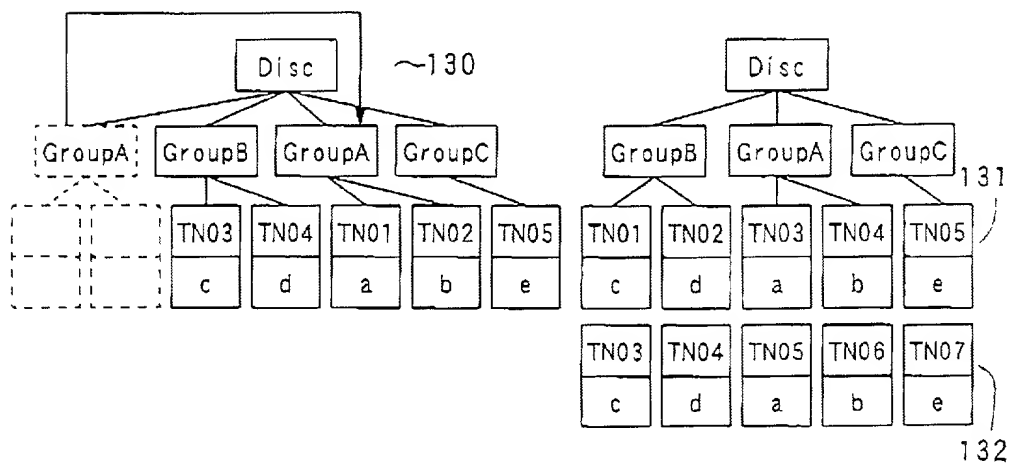 Disc
~130
GroupA GroupB GroupA GroupC
TN03 TN04 TN01 TN02 TN05
c d a b e
Disc
GroupB GroupA GroupC
131
TN01 TN02 TN03 TN04 TN05
c d a b e
TN03 TN04 TN05 TN06 TN07
c d a b e
132